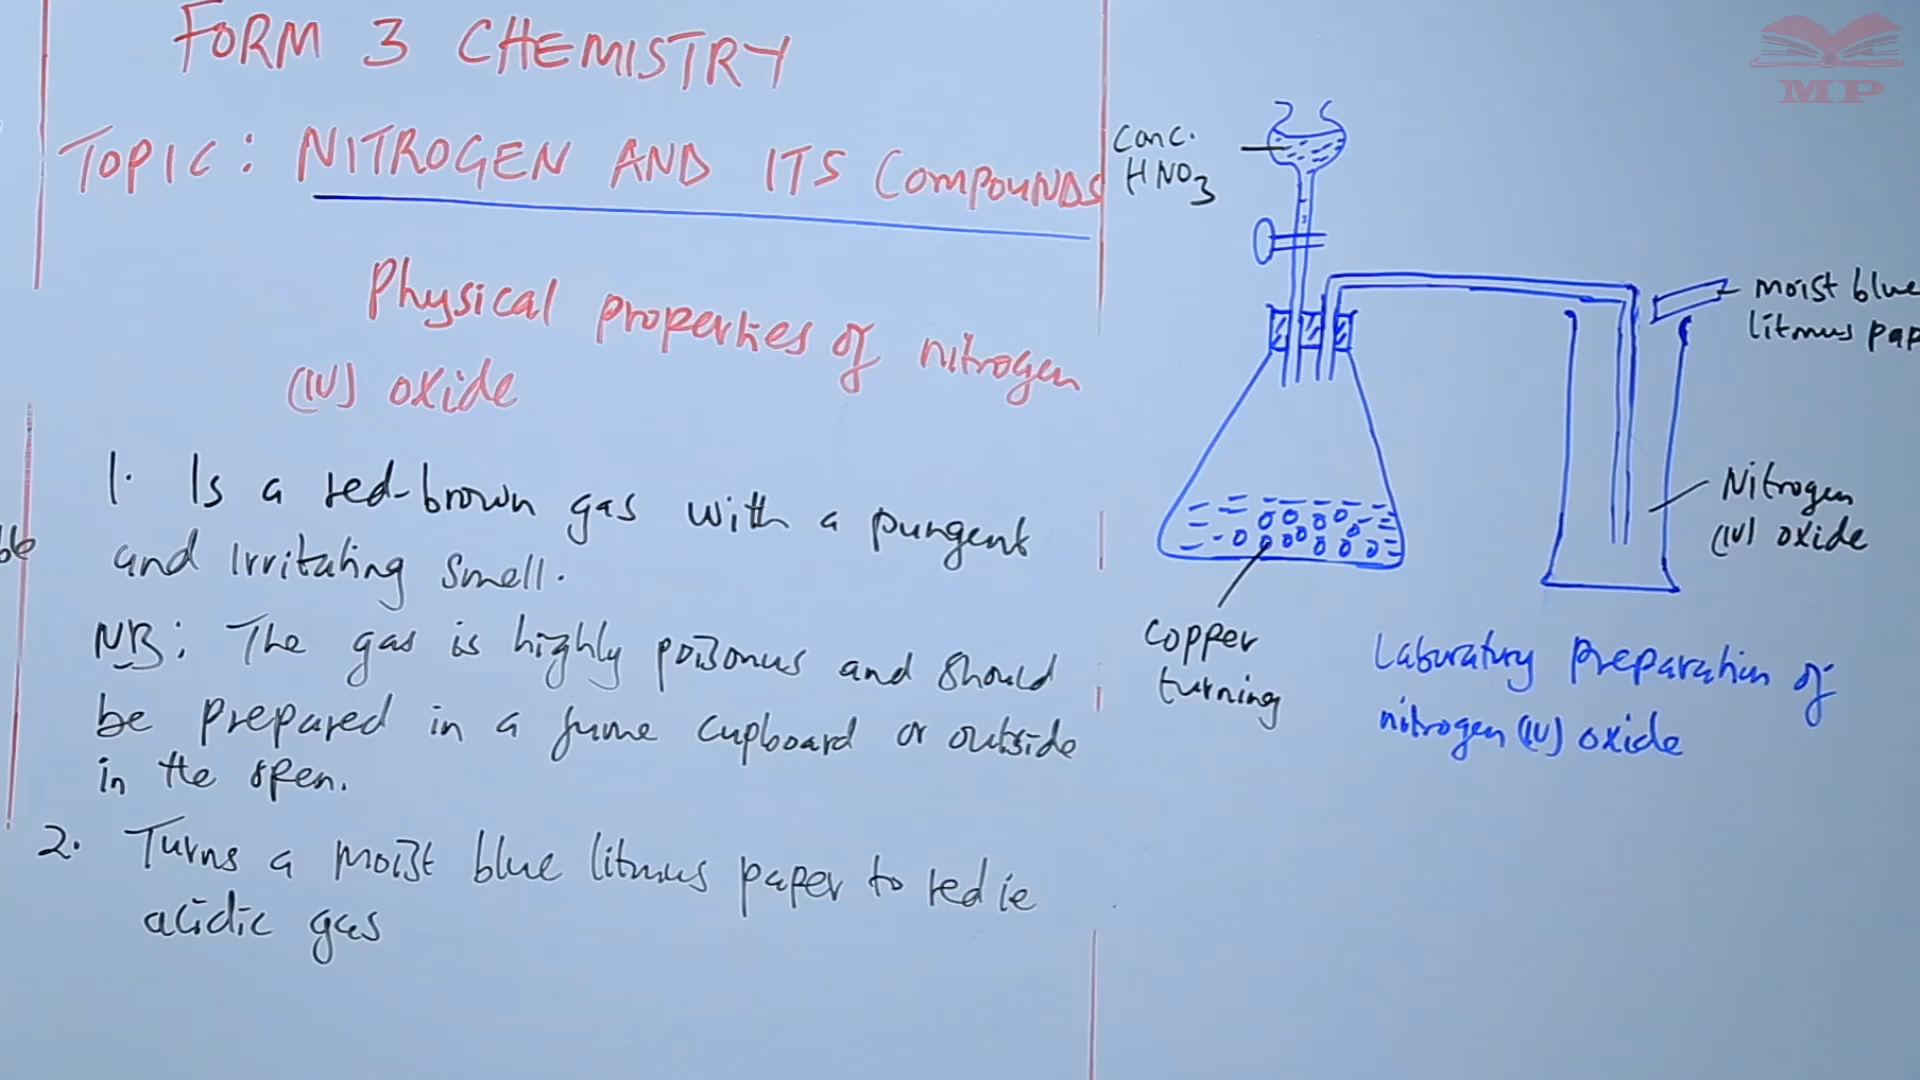 FORM 3 CHEMISTRY
TOPIC: NITROGEN AND ITS COMPOUNDS
Physical properties of nitrogen
(IV) oxide
1. Is a red-brown gas with a pungent
and irritating smell.
NB: The gas is highly poisonus and should
be prepared in a fume cupboard or outside
in the open.
2. Turns a moist blue litmus paper to red ie
acidic gas
MP
conc.
HNO3
moist blue
litmus pap
Nitrogen
(IV) oxide
copper
turning
Laboratory preparation of
nitrogen (IV) oxide